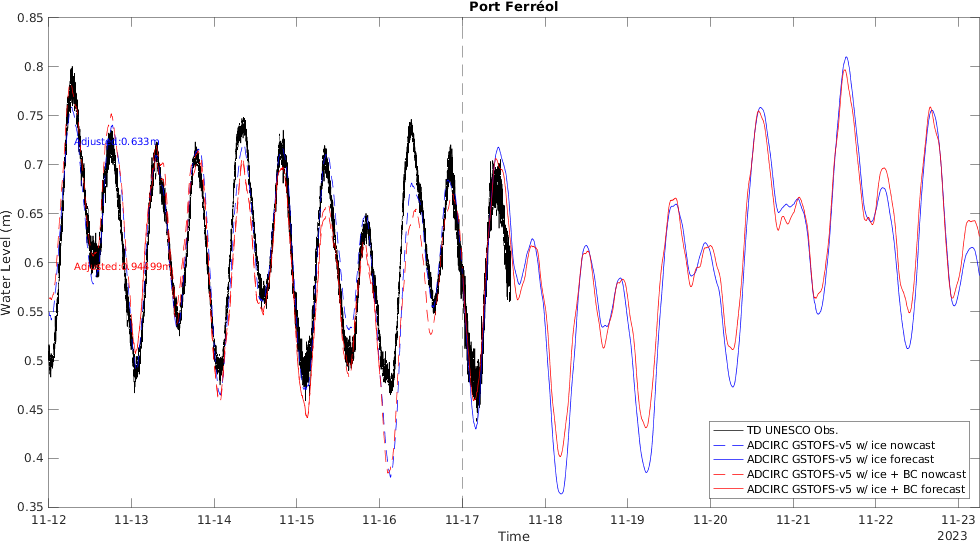 Port Ferréol
0.85
0.8
0.75
0.7
0.65
0.6
0.55
0.5
0.45
0.4
0.35
Water Level (m)
Adjusted:0.633m
Adjusted:0.94499m
TD UNESCO Obs.
ADCIRC GSTOFS-v5 w/ ice nowcast
ADCIRC GSTOFS-v5 w/ ice forecast
ADCIRC GSTOFS-v5 w/ ice + BC nowcast
ADCIRC GSTOFS-v5 w/ ice + BC forecast
11-12 11-13 11-14 11-15 11-16 11-17 11-18 11-19 11-20 11-21 11-22 11-23
Time 2023